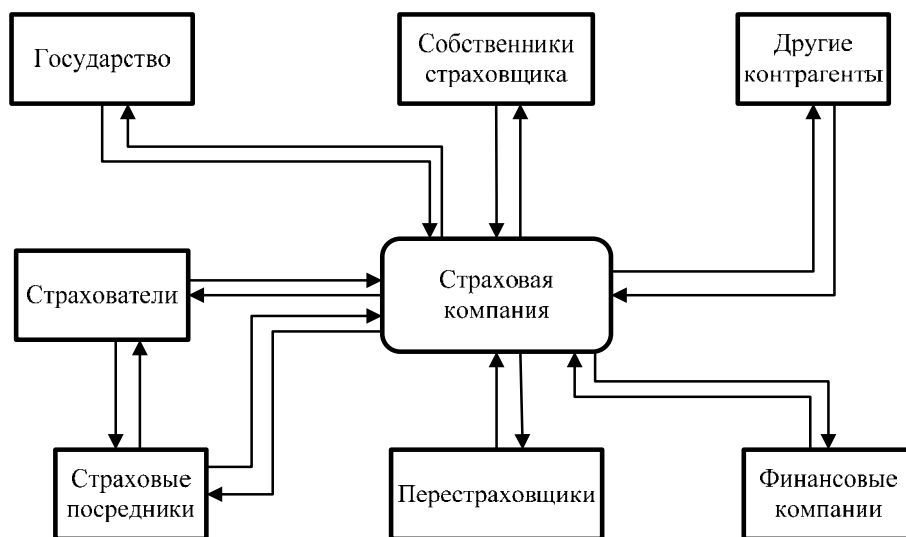 Государство
Собственники
страховщика
Другие
контрагенты
Страхователи
Страховая
компания
Страховые
посредники
Перестраховщики
Финансовые
компании